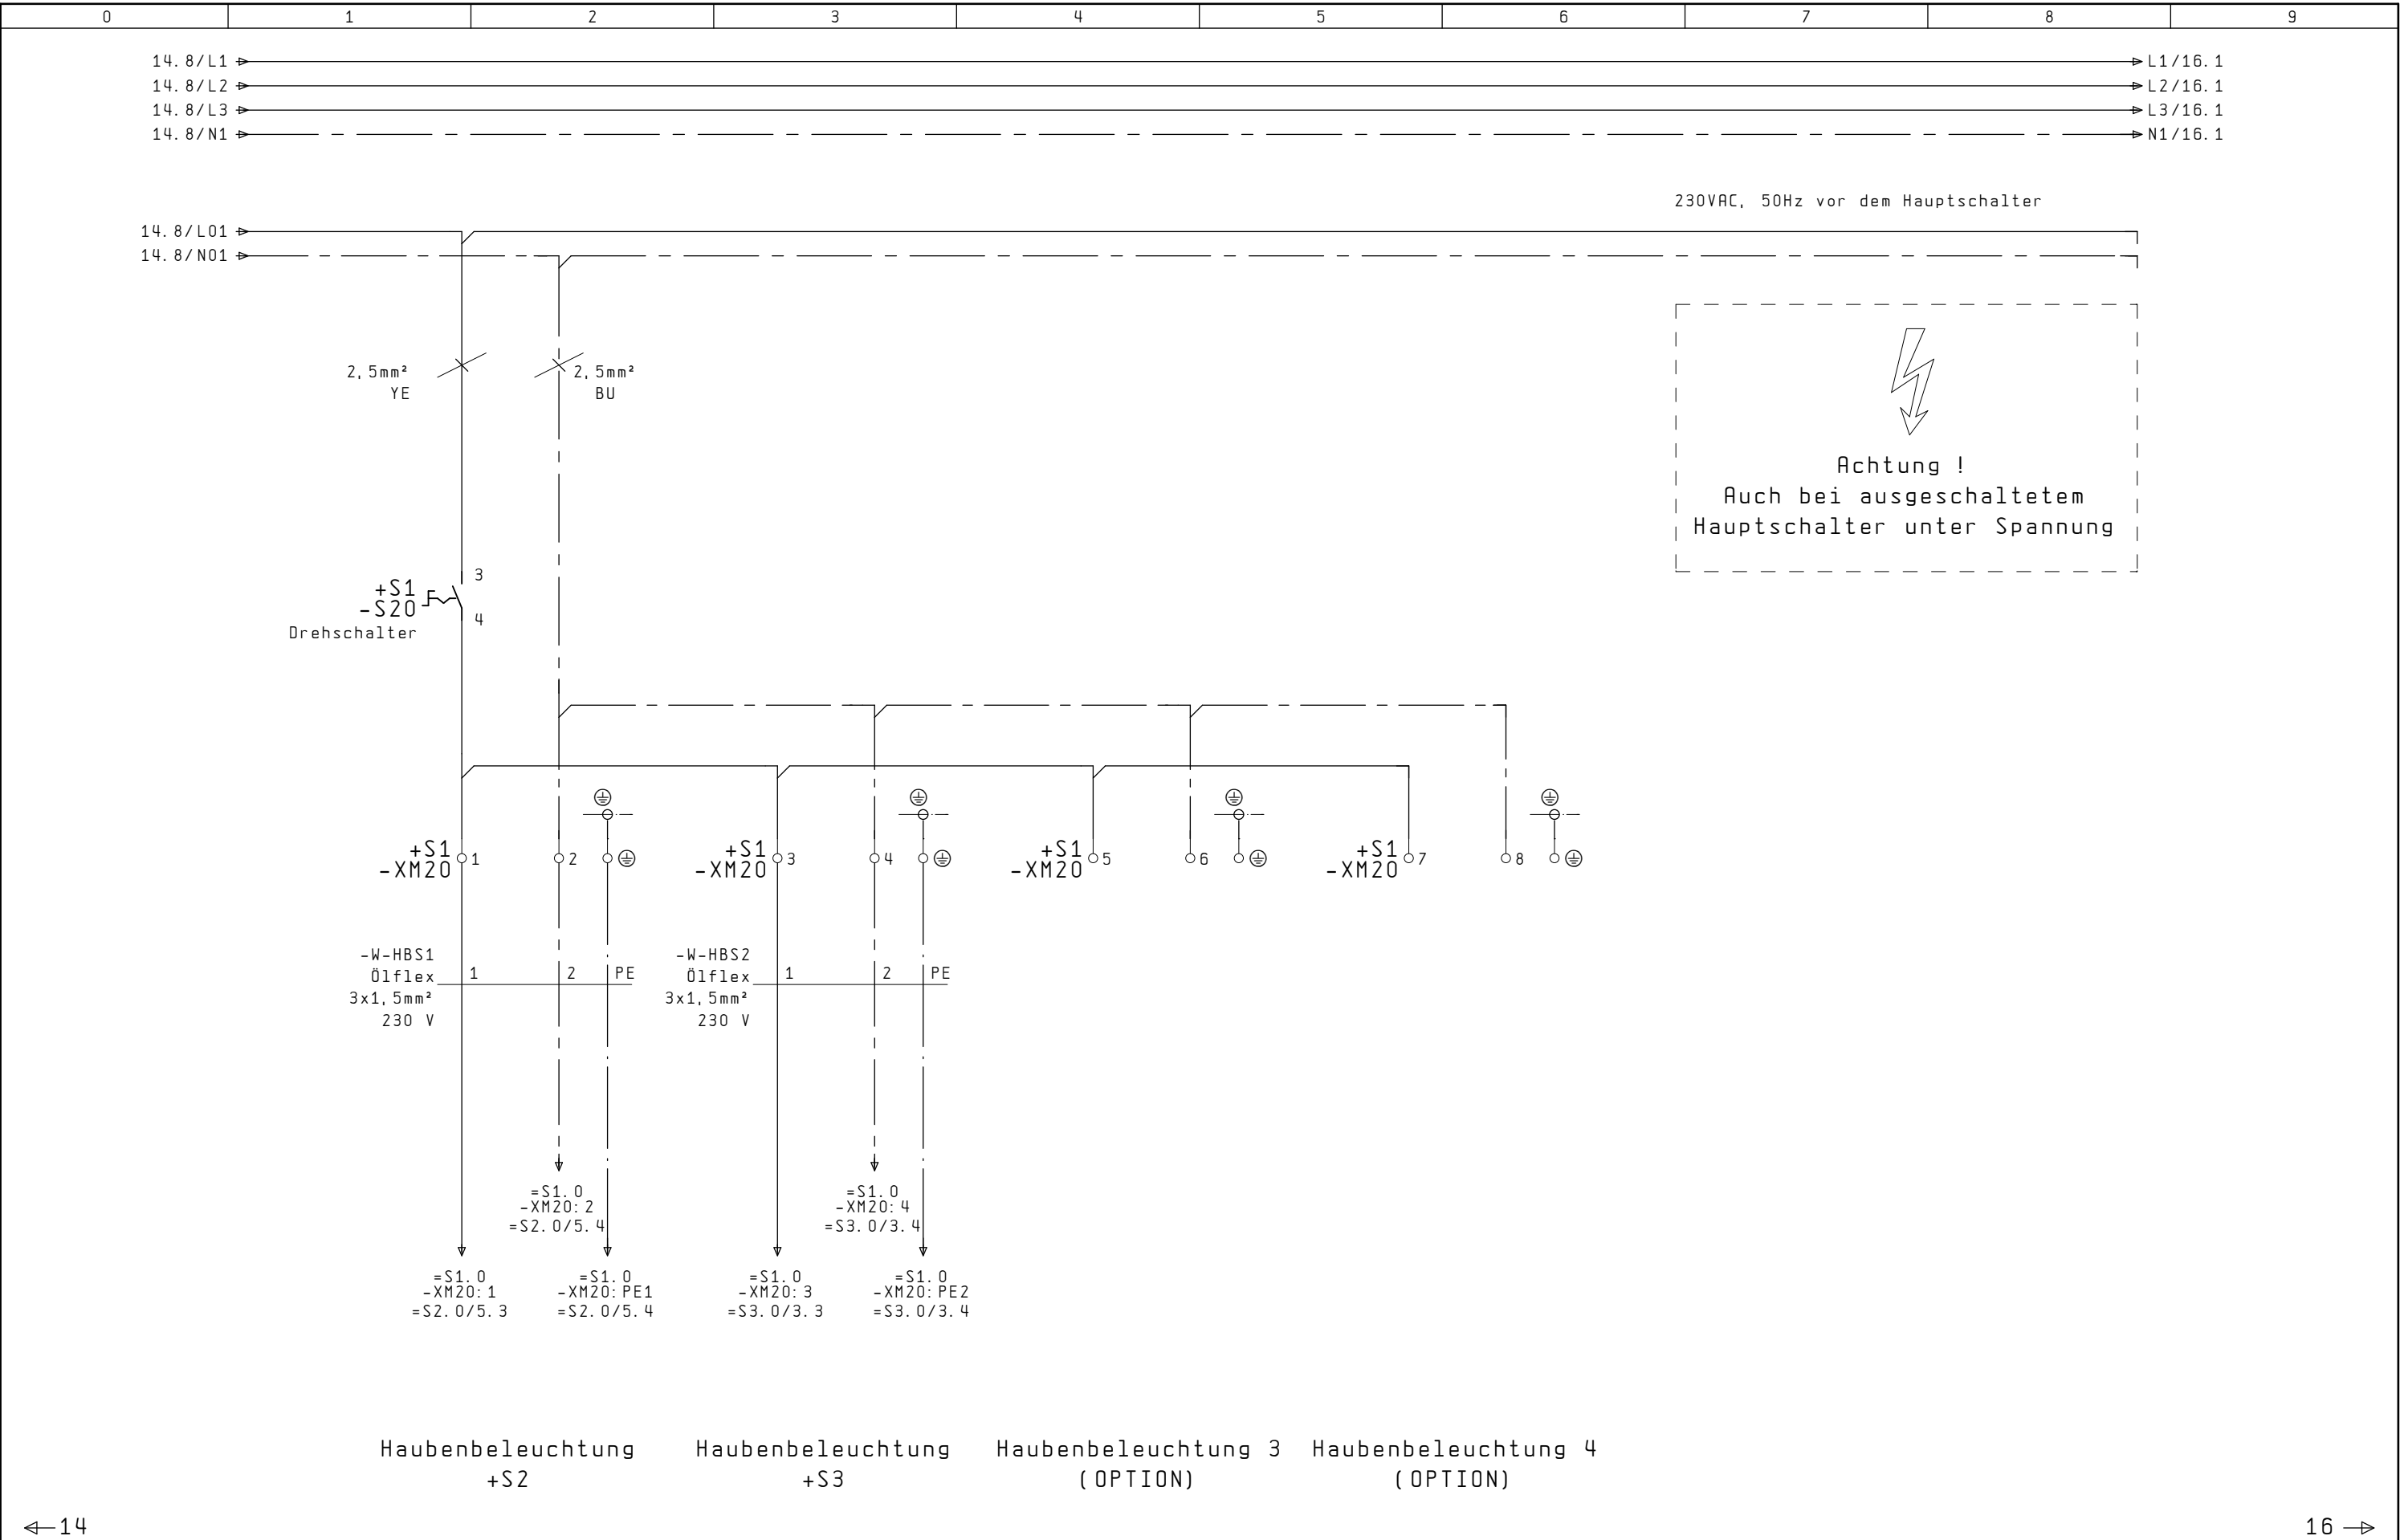 0 1 2 3 4 5 6 7 8 9
14.8/L1 L1/16.1
14.8/L2 L2/16.1
14.8/L3 L3/16.1
14.8/N1 N1/16.1
230VAC, 50Hz vor dem Hauptschalter
14.8/L01
14.8/N01
2,5mm² 2,5mm²
YE BU
Achtung !
Auch bei ausgeschaltetem
Hauptschalter unter Spannung
3
+S1
-S20
4
Drehschalter
+S1 +S1 +S1 +S1
1 2 3 4 5 6 7 8
-XM20 -XM20 -XM20 -XM20
-W-HBS1 -W-HBS2
1 2 PE 1 2 PE
Ölflex Ölflex
3x1,5mm² 3x1,5mm²
230 V 230 V
=S1.0 =S1.0
-XM20:2 -XM20:4
=S2.0/5.4 =S3.0/3.4
=S1.0 =S1.0 =S1.0 =S1.0
-XM20:1 -XM20:PE1 -XM20:3 -XM20:PE2
=S2.0/5.3 =S2.0/5.4 =S3.0/3.3 =S3.0/3.4
Haubenbeleuchtung Haubenbeleuchtung Haubenbeleuchtung 3 Haubenbeleuchtung 4
+S2 +S3 (OPTION) (OPTION)
14 16